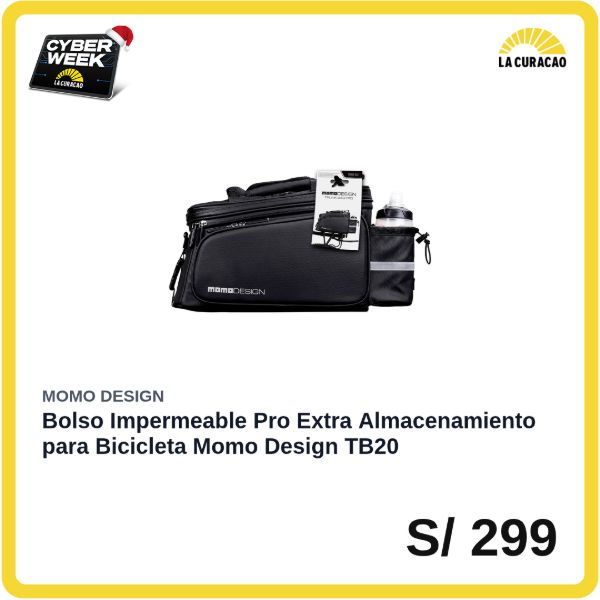 CYBER
WEEK
LA CURACAO
LA CURACAO
momoDESIGN
momoDESIGN
MOMO DESIGN
Bolso Impermeable Pro Extra Almacenamiento
para Bicicleta Momo Design TB20
S/ 299